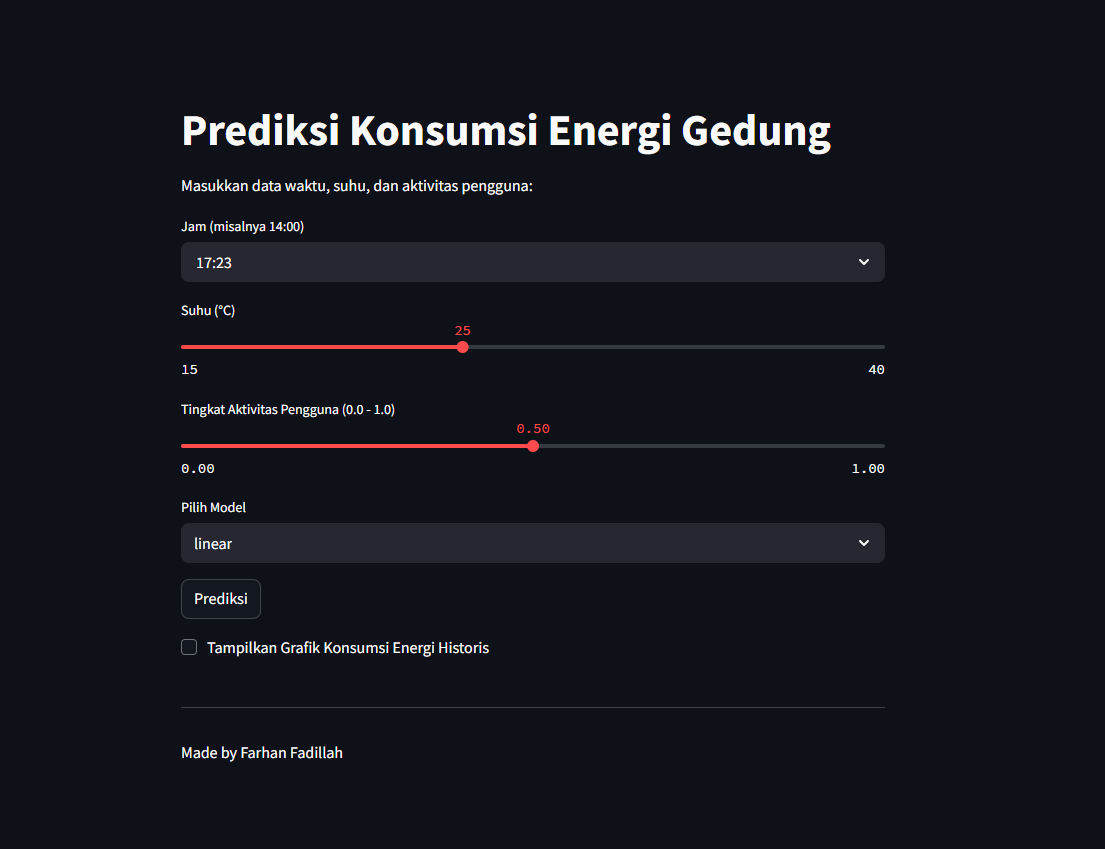 Prediksi Konsumsi Energi Gedung
Masukkan data waktu, suhu, dan aktivitas pengguna:
Jam (misalnya 14:00)
17:23
Suhu (°C)
25
15 40
Tingkat Aktivitas Pengguna (0.0 - 1.0)
0.50
0.00 1.00
Pilih Model
linear
Prediksi
Tampilkan Grafik Konsumsi Energi Historis
Made by Farhan Fadillah